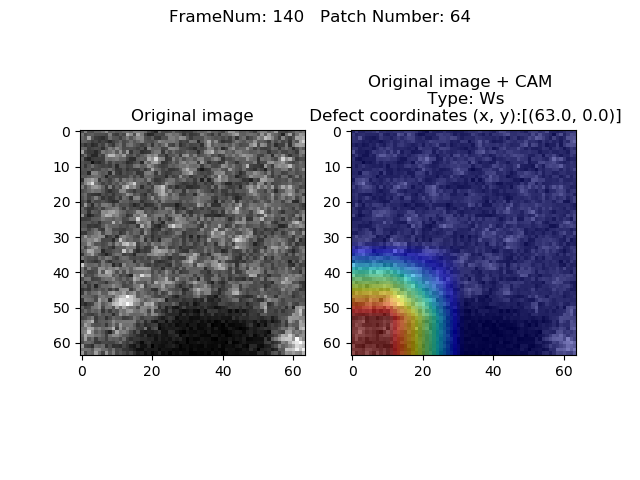 FrameNum: 140   Patch Number: 64
Original image
0
10
20
30
40
50
60
0 20 40 60
Original image + CAM
Type: Ws
Defect coordinates (x, y):[(63.0, 0.0)]
0
10
20
30
40
50
60
0 20 40 60